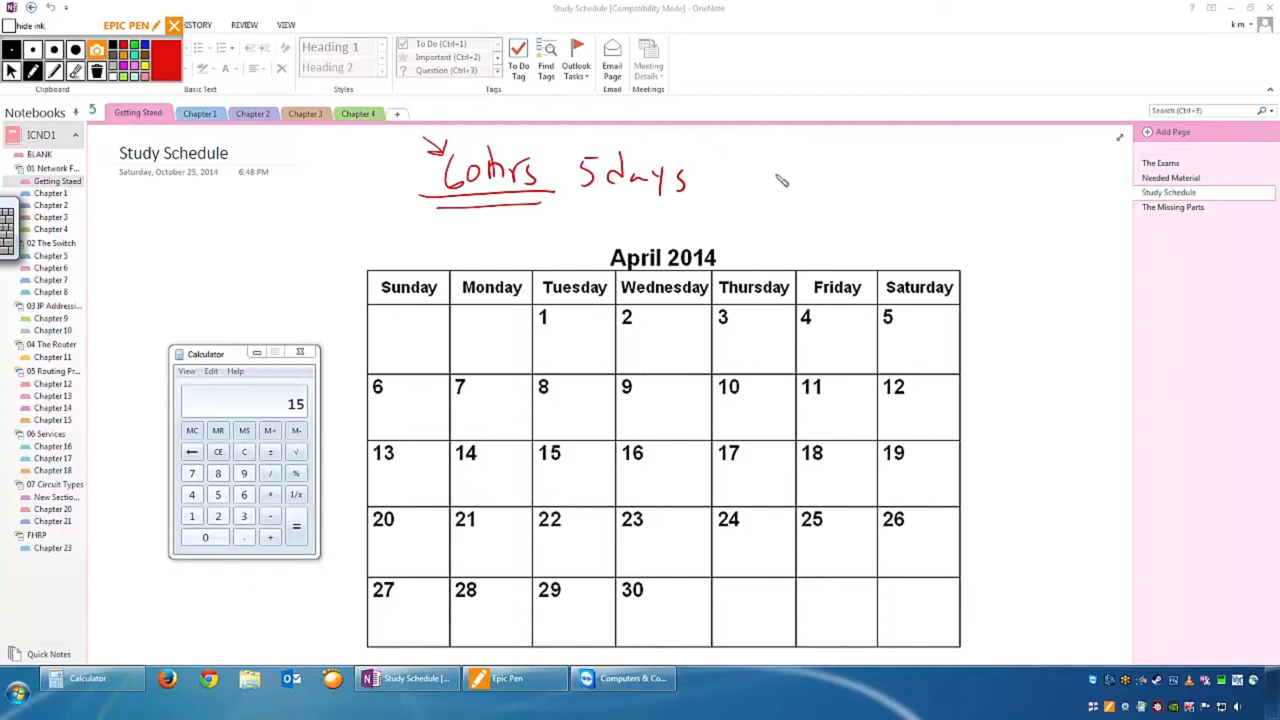 Study Schedule [Compatibility Mode] - OneNote
hide ink
EPIC PEN
HISTORY
REVIEW
VIEW
k m
Heading 1
Heading 2
To Do (Ctrl+1)
Important (Ctrl+2)
Question (Ctrl+3)
To Do
Tag
Find
Tags
Outlook
Tasks
Email
Page
Meeting
Details
Clipboard
Basic Text
Styles
Tags
Email
Meetings
Notebooks
Getting Staed
Chapter 1
Chapter 2
Chapter 3
Chapter 4
Search (Ctrl+E)
ICND1
BLANK
01 Network F...
Getting Staed
Chapter 1
Chapter 2
Chapter 3
Chapter 4
02 The Switch
Chapter 5
Chapter 6
Chapter 7
Chapter 8
03 IP Addressi...
Chapter 9
Chapter 10
04 The Router
Chapter 11
05 Routing Pr...
Chapter 12
Chapter 13
Chapter 14
Chapter 15
06 Services
Chapter 16
Chapter 17
Chapter 18
07 Circuit Types
New Sectio...
Chapter 20
Chapter 21
FHRP
Chapter 23
Quick Notes
Study Schedule
Saturday, October 25, 2014 6:48 PM
60hrs 5days
Add Page
The Exams
Needed Material
Study Schedule
The Missing Parts
April 2014
Sunday Monday Tuesday Wednesday Thursday Friday Saturday
1 2 3 4 5
6 7 8 9 10 11 12
13 14 15 16 17 18 19
20 21 22 23 24 25 26
27 28 29 30
Calculator
View Edit Help
15
MC MR MS M+ M-
← CE C ± √
7 8 9 / %
4 5 6 * 1/x
1 2 3 - =
0 . +
Calculator
Study Schedule [...
Epic Pen
Computers & Co...